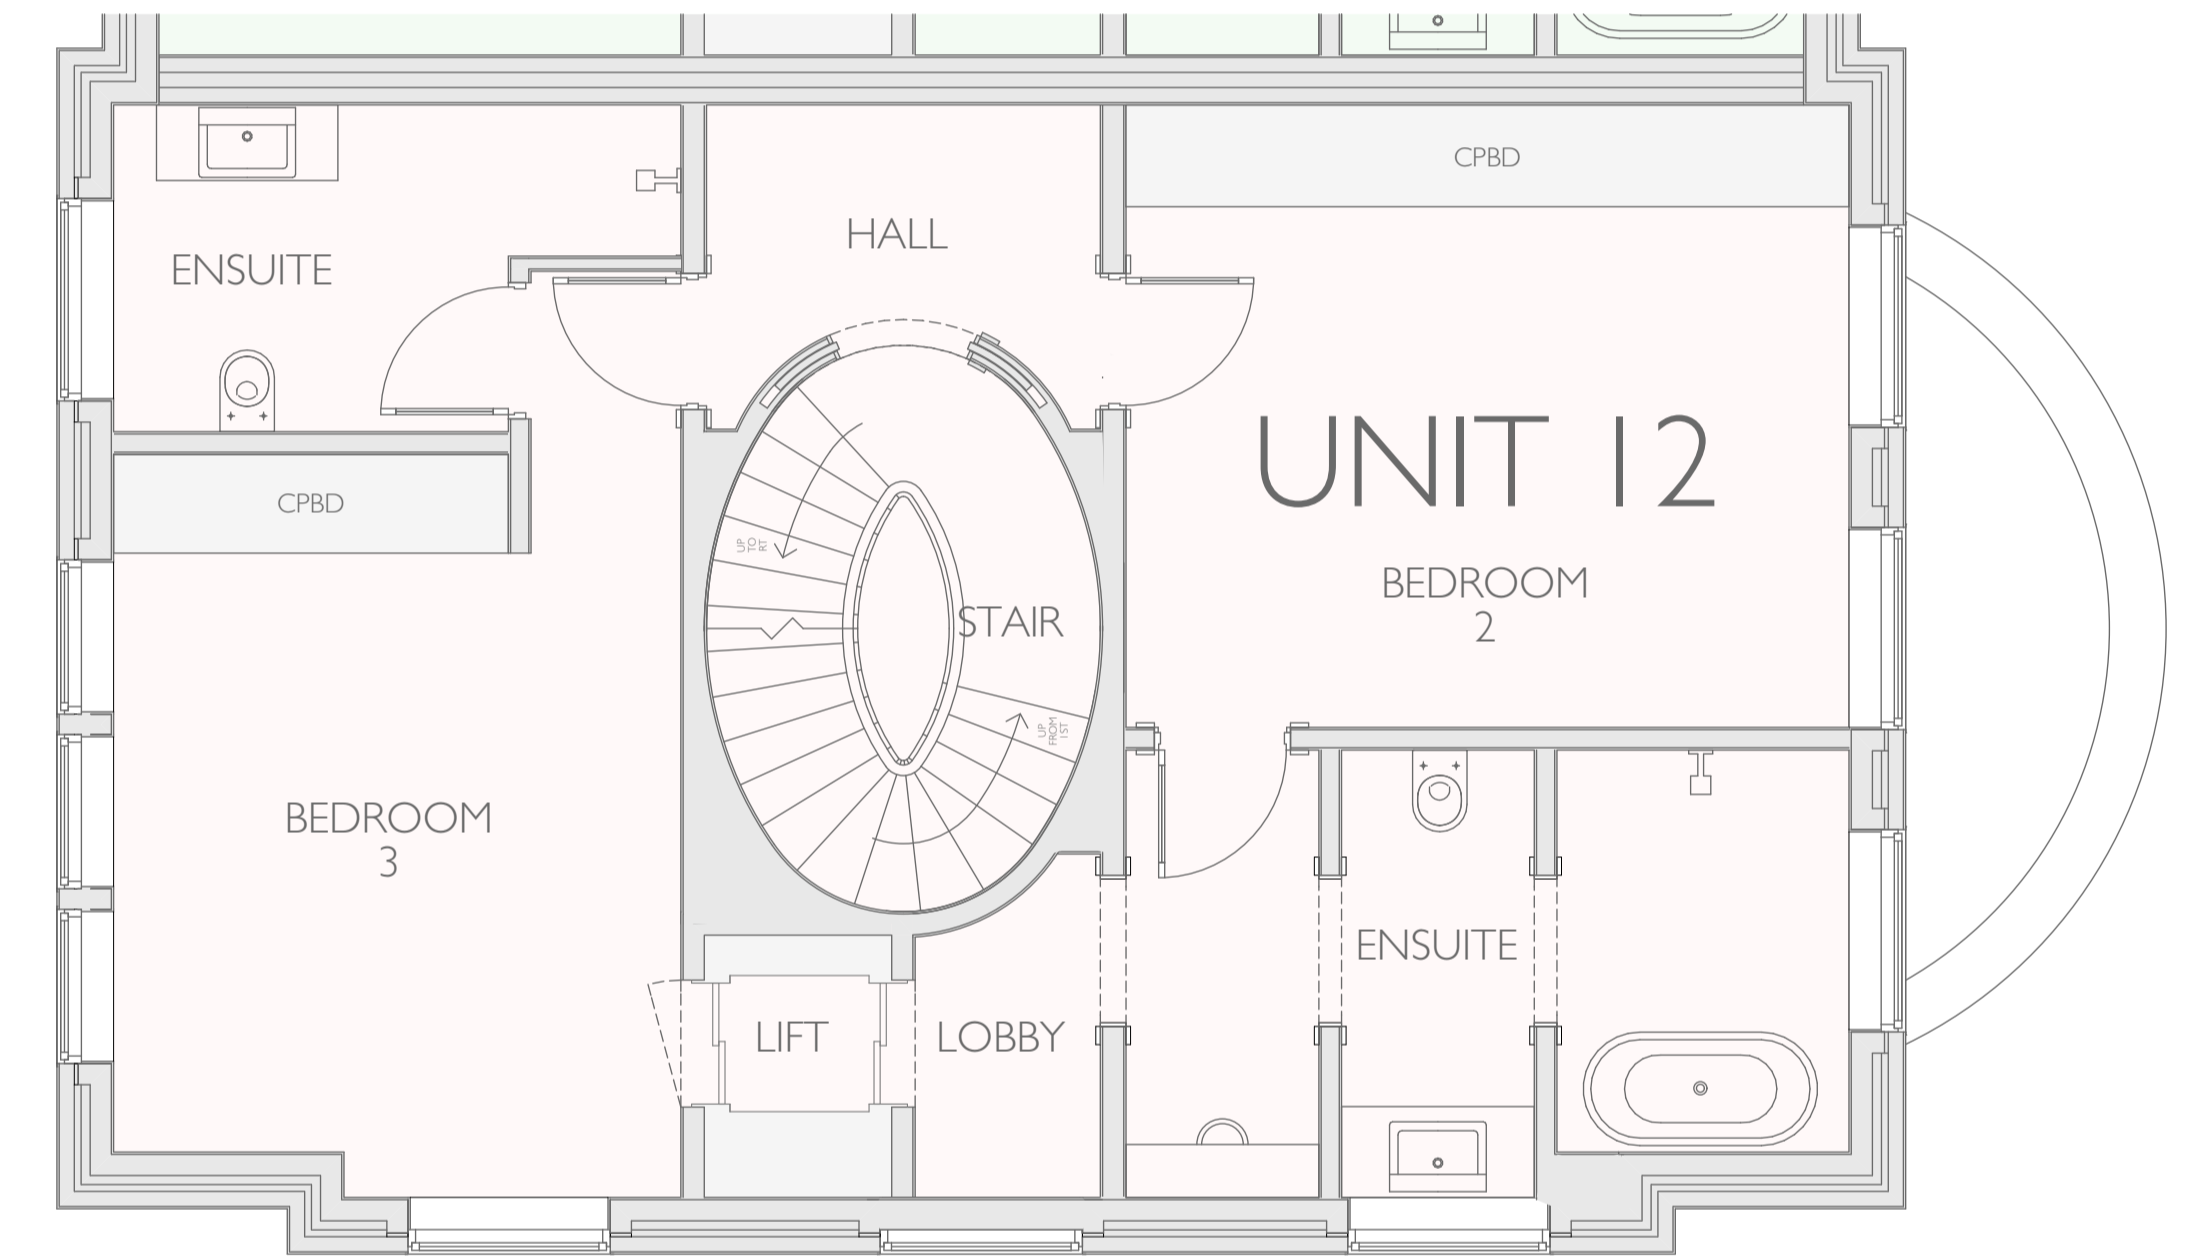 CPBD
HALL
ENSUITE
UNIT 12
CPBD
UP
TO
RT
BEDROOM
2
STAIR
UP
FROM
1ST
BEDROOM
3
ENSUITE
LIFT
LOBBY